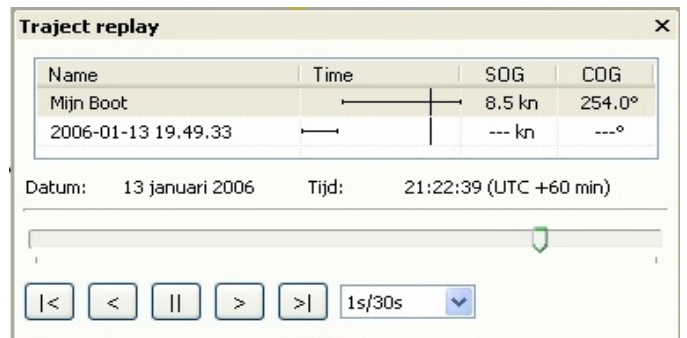 Traject replay
Name Time SOG COG
Mijn Boot 8.5 kn 254.0°
2006-01-13 19.49.33 --- kn ---°
Datum: 13 januari 2006 Tijd: 21:22:39 (UTC +60 min)
|< < || > >| 1s/30s